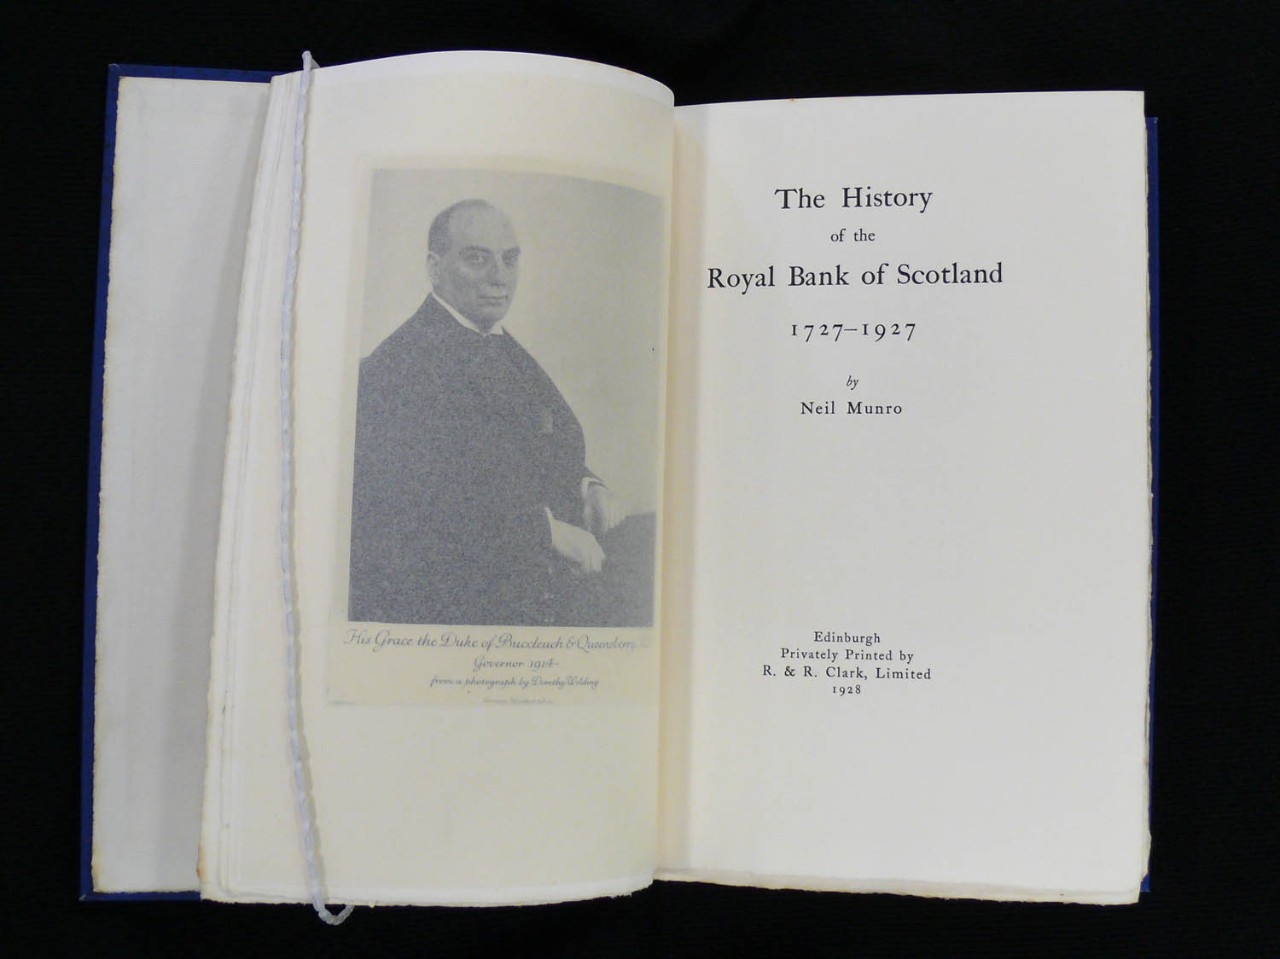 His Grace the Duke of Buccleuch & Queensberry
Governor 1914-
from a photograph by Dorothy Wilding
The History
of the
Royal Bank of Scotland
1727–1927
by
Neil Munro
Edinburgh
Privately Printed by
R. & R. Clark, Limited
1928